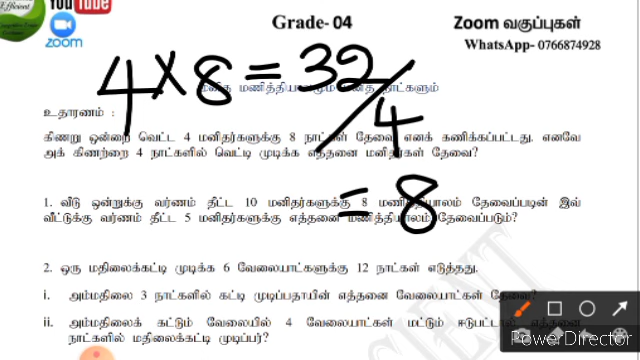 Efficient
YouTube
zoom
Grade- 04
Zoom வகுப்புகள்
WhatsApp- 0766874928
4 × 8 = 32/4
= 8
உதாரணம் :
கிணறு ஒன்றை வெட்ட 4 மனிதர்களுக்கு 8 நாட்கள் தேவை எனக் கணிக்கப்பட்டது. எனவே
அக் கிணற்றை 4 நாட்களில் வெட்டி முடிக்க எத்தனை மனிதர்கள் தேவை?
1. வீடு ஒன்றுக்கு வர்ணம் தீட்ட 10 மனிதர்களுக்கு 8 தேவைப்படின் இவ்
வீட்டுக்கு வர்ணம் தீட்ட 5 மனிதர்களுக்கு எத்தனை மணித்தியாலம் தேவைப்படும்?
2. ஒரு மதிலைக்கட்டி முடிக்க 6 வேலையாட்களுக்கு 12 நாட்கள் எடுத்தது.
i. அம்மதிலை 3 நாட்களில் கட்டி முடிப்பதாயின் எத்தனை வேலையாட்கள் தேவை?
ii. அம்மதிலைக் கட்டும் வேலையில் 4 வேலையாட்கள் மட்டும் ஈடுபட்டால் எத்தனை
நாட்களில் மதிலைக்கட்டி முடிப்பர்?
PowerDirector